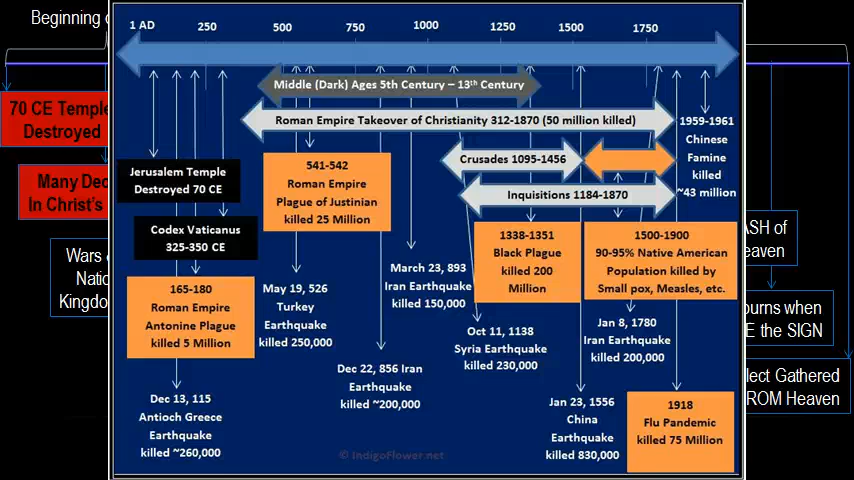 Beginning
1 AD 250 500 750 1000 1250 1500 1750
Middle (Dark) Ages 5th Century – 13th Century
Roman Empire Takeover of Christianity 312-1870 (50 million killed)
Crusades 1095-1456
Inquisitions 1184-1870
1959-1961
Chinese
Famine
killed
~43 million
70 CE Temple
Destroyed
Many
In Christ's
Wars
Kingdo
Jerusalem Temple
Destroyed 70 CE
Codex Vaticanus
325-350 CE
165-180
Roman Empire
Antonine Plague
killed 5 Million
Dec 13, 115
Antioch Greece
Earthquake
killed ~260,000
541-542
Roman Empire
Plague of Justinian
killed 25 Million
May 19, 526
Turkey
Earthquake
killed 250,000
Dec 22, 856 Iran
Earthquake
killed ~200,000
March 23, 893
Iran Earthquake
killed 150,000
Oct 11, 1138
Syria Earthquake
killed 230,000
1338-1351
Black Plague
killed 200
Million
Jan 23, 1556
China
Earthquake
killed 830,000
1500-1900
90-95% Native American
Population killed by
Small pox, Measles, etc.
Jan 8, 1780
Iran Earthquake
killed 200,000
1918
Flu Pandemic
killed 75 Million
© IndigoFlower.net
ASH of
eaven
ourns when
E the SIGN
lect Gathered
ROM Heaven